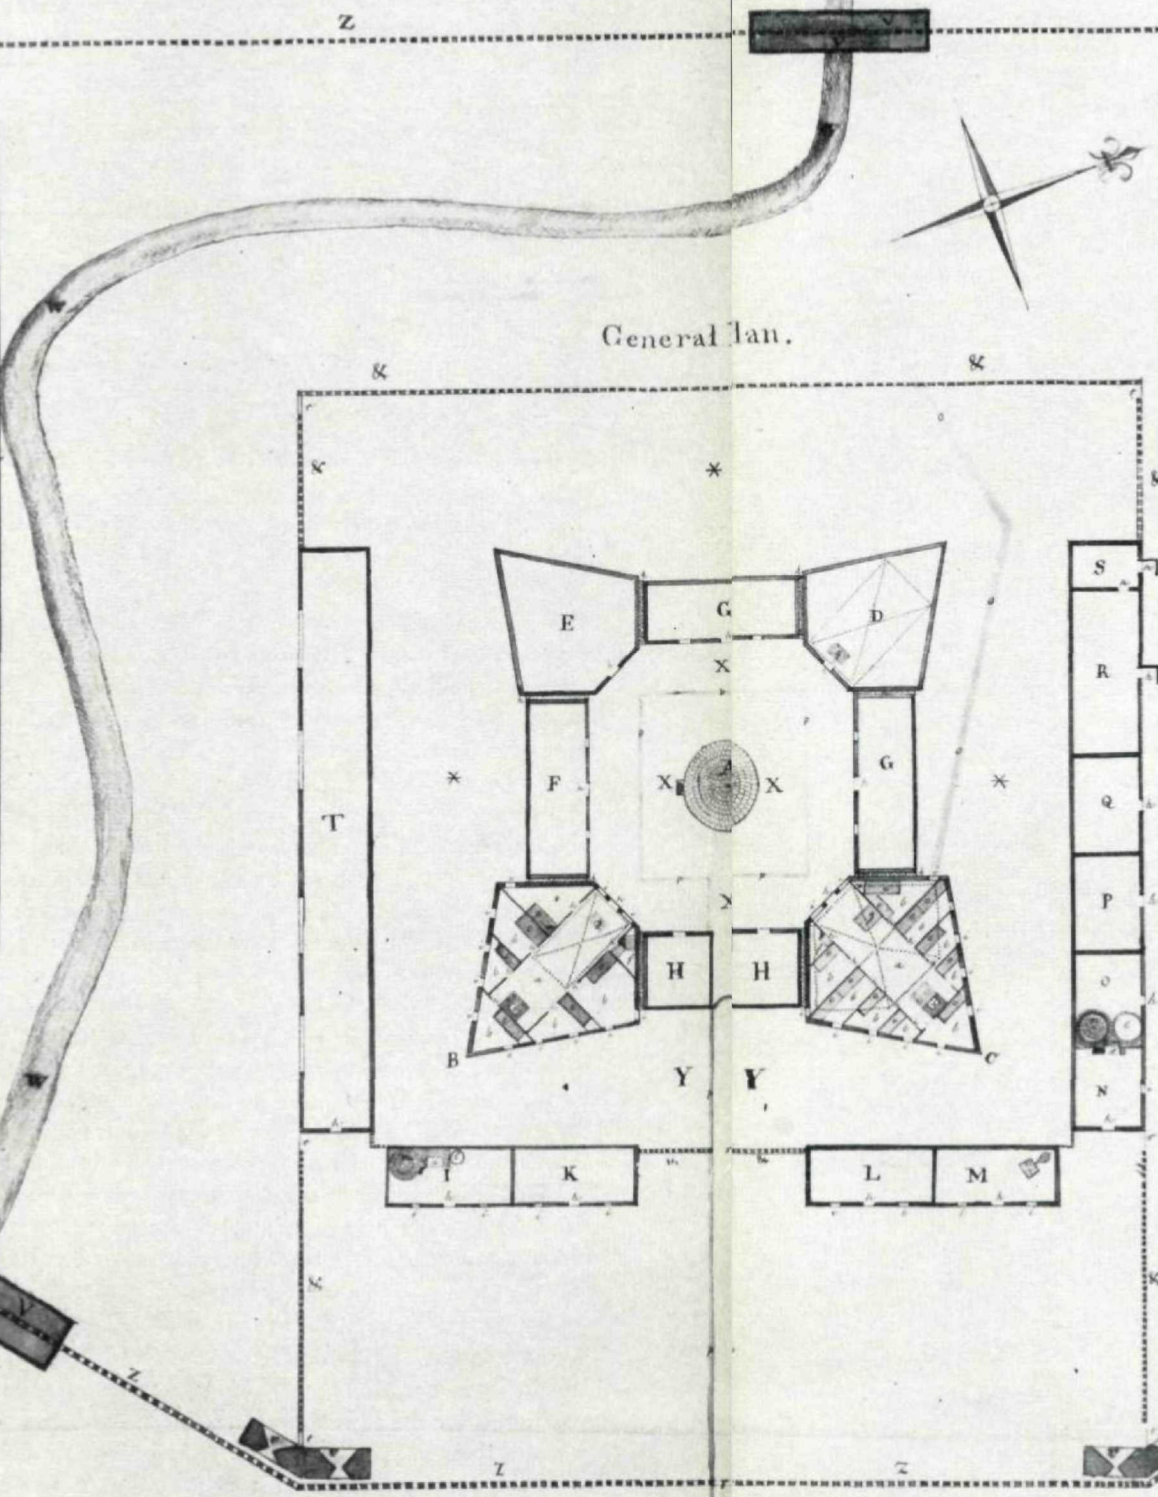 Z
V
W
W
General Plan.
& &
& * &
S
E G D
X
R
F X A X G
* *
T
Q
P
H H
O
B C
Y Y
W
N
I K L M
& &
V
Z
Z Z